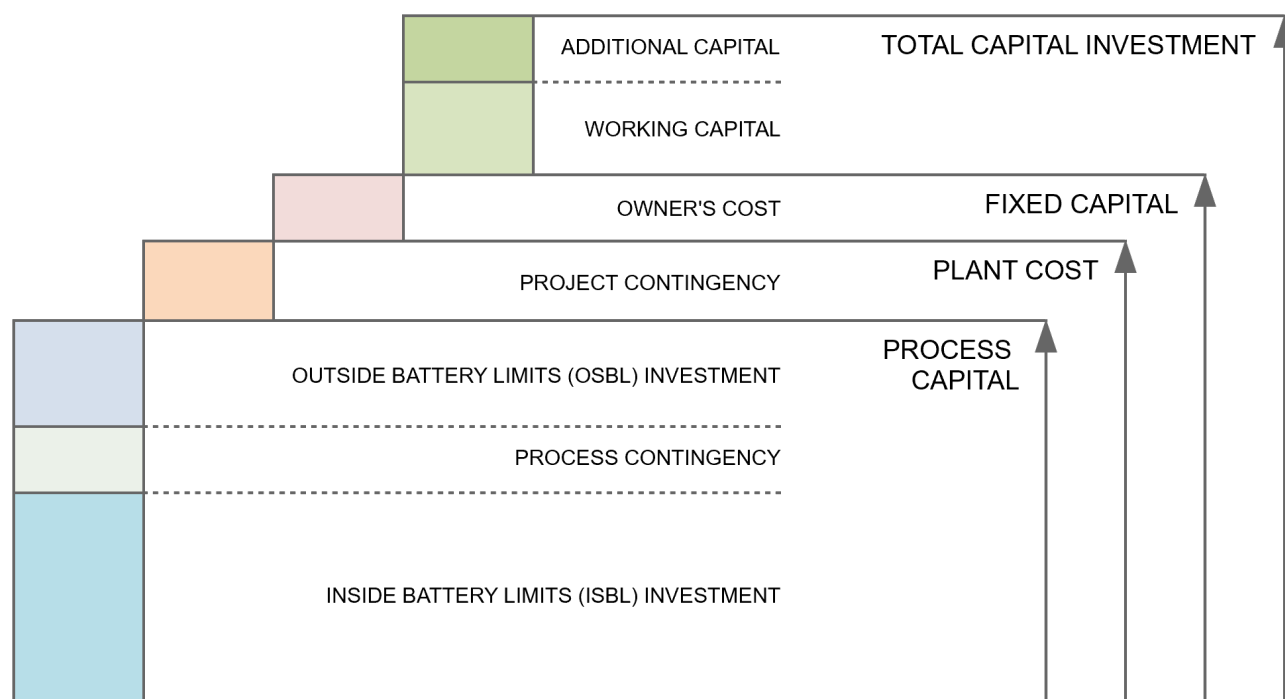 ADDITIONAL CAPITAL
TOTAL CAPITAL INVESTMENT
WORKING CAPITAL
OWNER'S COST
FIXED CAPITAL
PROJECT CONTINGENCY
PLANT COST
OUTSIDE BATTERY LIMITS (OSBL) INVESTMENT
PROCESS
CAPITAL
PROCESS CONTINGENCY
INSIDE BATTERY LIMITS (ISBL) INVESTMENT